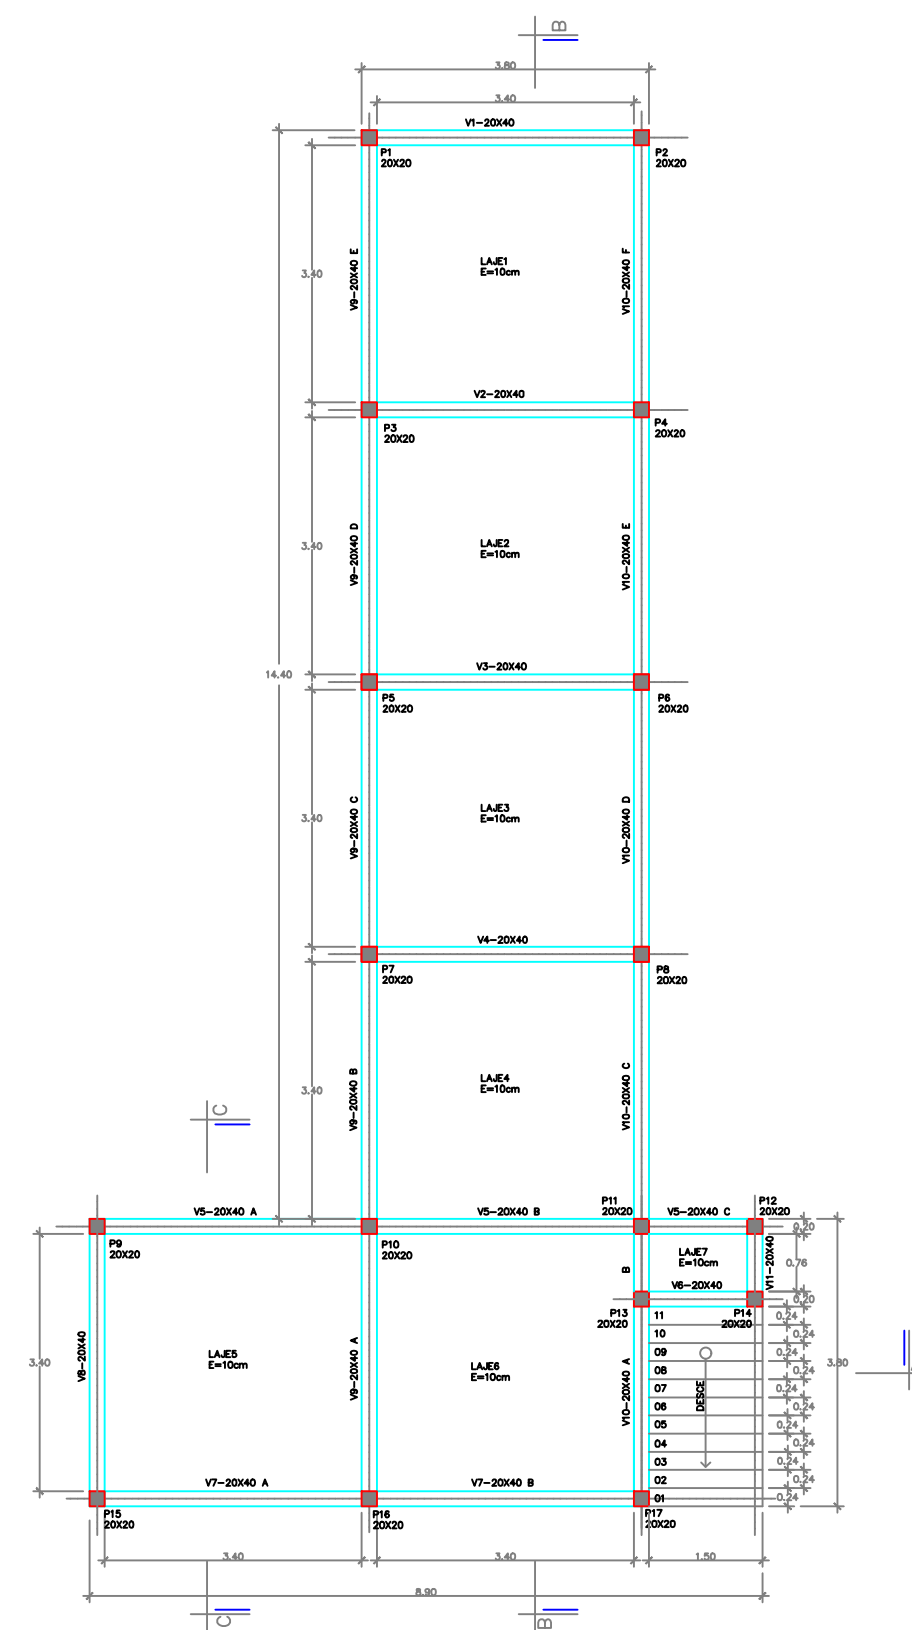 B
3.80
3.40
V1-20X40
P1
20X20
P2
20X20
V9-20X40 E
3.40
LAJE1
E=10cm
V10-20X40 F
V2-20X40
P3
20X20
P4
20X20
V9-20X40 D
3.40
LAJE2
E=10cm
V10-20X40 E
14.40
V3-20X40
P5
20X20
P6
20X20
V9-20X40 C
3.40
LAJE3
E=10cm
V10-20X40 D
V4-20X40
P7
20X20
P8
20X20
V9-20X40 B
3.40
LAJE4
E=10cm
V10-20X40 C
C
V5-20X40 A
V5-20X40 B
P11
20X20
V5-20X40 C
P12
20X20
0.20
P9
20X20
P10
20X20
B
LAJE7
E=10cm
V6-20X40
V11-20X40
0.76
0.20
P13
20X20
P14
20X20
11
0.24
10
0.24
09
0.24
08
0.24
07
0.24
06
0.24
05
0.24
04
0.24
03
0.24
02
0.24
01
0.24
DESCE
3.80
3.40
V8-20X40
LAJE5
E=10cm
V9-20X40 A
LAJE6
E=10cm
V10-20X40 A
V7-20X40 A
V7-20X40 B
P15
20X20
P16
20X20
P17
20X20
3.40
3.40
1.50
8.90
C
B